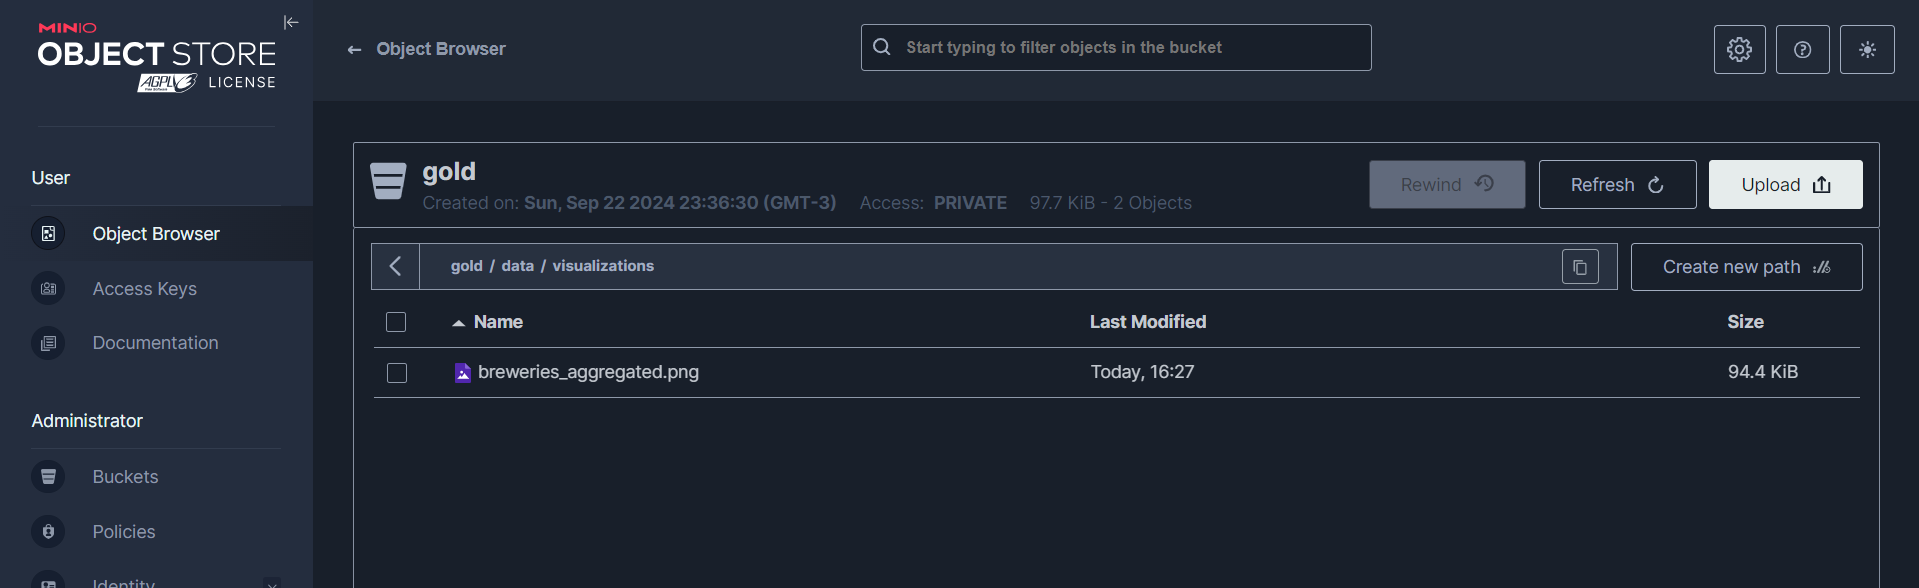 MINIO
OBJECT STORE
AGPL v3 LICENSE
User
Object Browser
Access Keys
Documentation
Administrator
Buckets
Policies
Identity
Object Browser
Start typing to filter objects in the bucket
gold
Created on: Sun, Sep 22 2024 23:36:30 (GMT-3) Access: PRIVATE 97.7 KiB - 2 Objects
Rewind
Refresh
Upload
gold / data / visualizations
Create new path
Name Last Modified Size
breweries_aggregated.png Today, 16:27 94.4 KiB